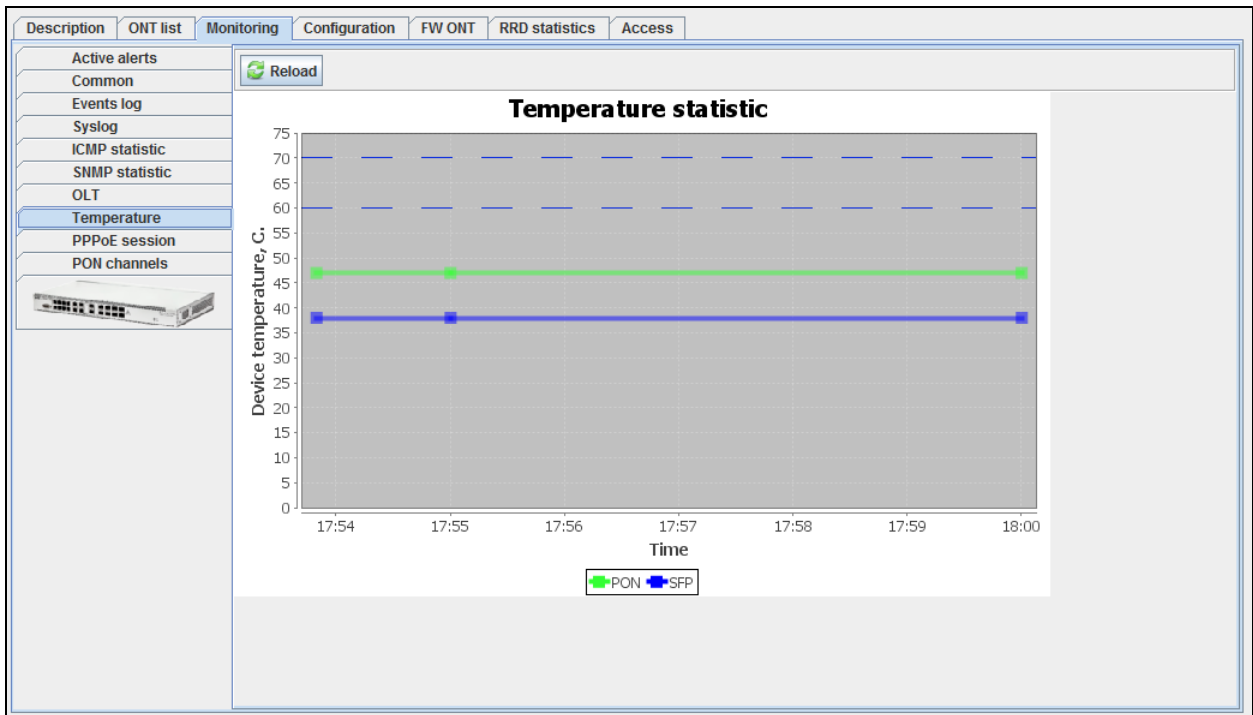 Description ONT list Monitoring Configuration FW ONT RRD statistics Access
Active alerts
Common
Events log
Syslog
ICMP statistic
SNMP statistic
OLT
Temperature
PPPoE session
PON channels
Reload
Temperature statistic
Device temperature, C.
75
70
65
60
55
50
45
40
35
30
25
20
15
10
5
0
17:54 17:55 17:56 17:57 17:58 17:59 18:00
Time
PON SFP